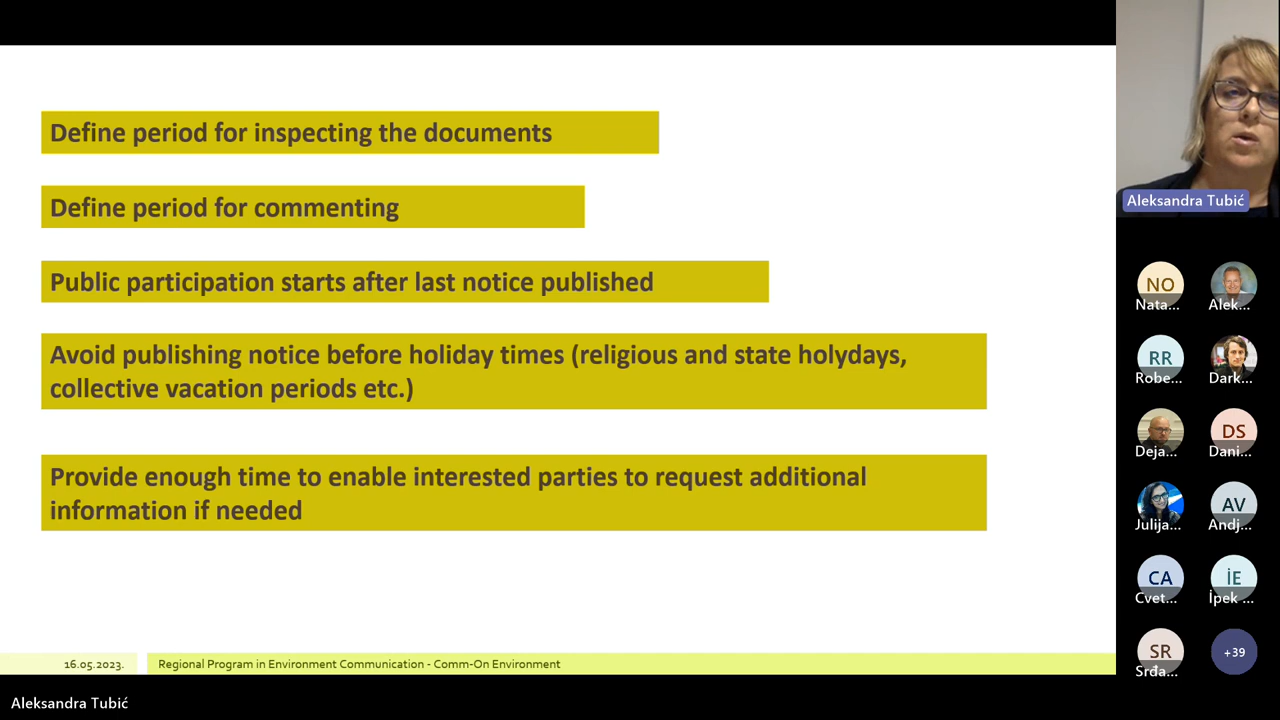 Define period for inspecting the documents
Define period for commenting
Public participation starts after last notice published
Avoid publishing notice before holiday times (religious and state holydays,
collective vacation periods etc.)
Provide enough time to enable interested parties to request additional
information if needed
16.05.2023.
Regional Program in Environment Communication - Comm-On Environment
Aleksandra Tubić
Aleksandra Tubić
NO
Nata...
Alek...
RR
Robe...
Dark...
Deja...
DS
Dani...
Julija...
AV
Andj...
CA
Cvet...
İE
İpek ...
SR
Srđa...
+39